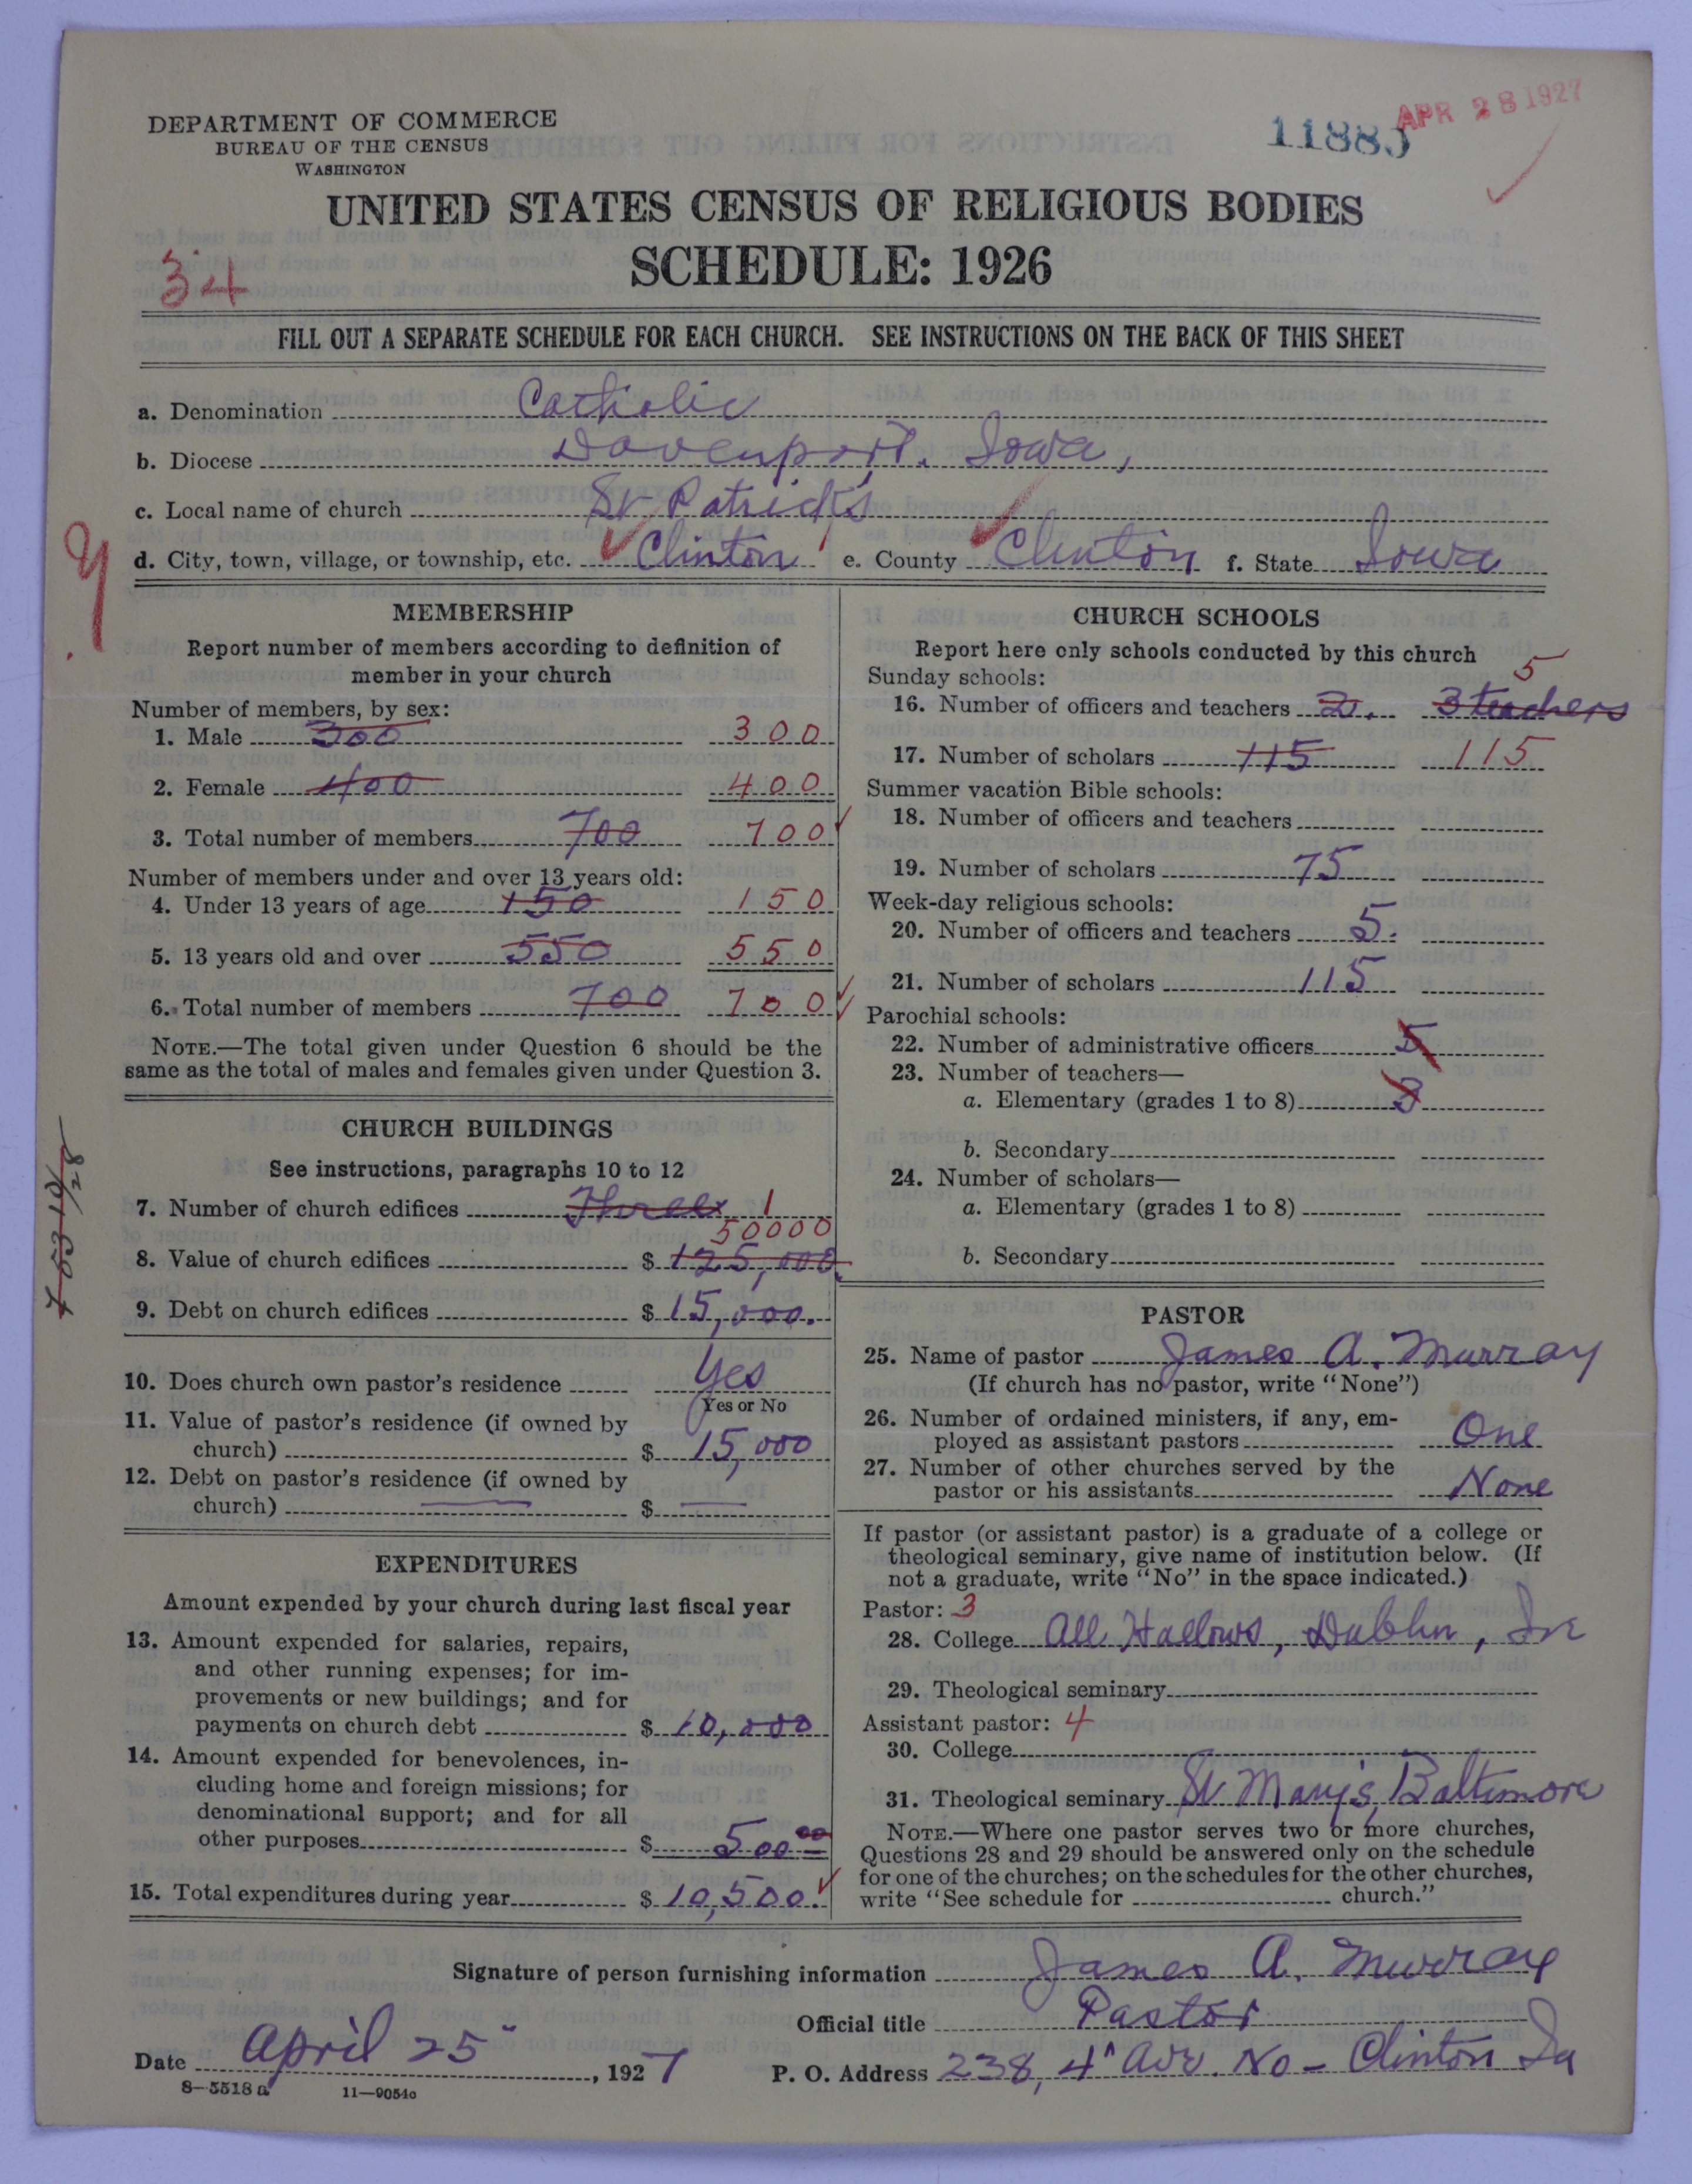 DEPARTMENT OF COMMERCE
BUREAU OF THE CENSUS
WASHINGTON
APR 28 1927
11885
UNITED STATES CENSUS OF RELIGIOUS BODIES
SCHEDULE: 1926
34
FILL OUT A SEPARATE SCHEDULE FOR EACH CHURCH. SEE INSTRUCTIONS ON THE BACK OF THIS SHEET
a. Denomination Catholic
b. Diocese Davenport. Iowa,
c. Local name of church St Patrick's
d. City, town, village, or township, etc. Clinton e. County Clinton f. State Iowa
MEMBERSHIP
Report number of members according to definition of
member in your church
Number of members, by sex:
1. Male 300 300
2. Female 400 400
3. Total number of members 700 700
Number of members under and over 13 years old:
4. Under 13 years of age 150 150
5. 13 years old and over 550 550
6. Total number of members 700 700
NOTE.—The total given under Question 6 should be the
same as the total of males and females given under Question 3.
CHURCH BUILDINGS
See instructions, paragraphs 10 to 12
7. Number of church edifices Three 1
50000
8. Value of church edifices $ 125,000.
9. Debt on church edifices $ 15,000.
10. Does church own pastor's residence Yes
Yes or No
11. Value of pastor's residence (if owned by
church) $ 15,000
12. Debt on pastor's residence (if owned by
church) $
EXPENDITURES
Amount expended by your church during last fiscal year
13. Amount expended for salaries, repairs,
and other running expenses; for im-
provements or new buildings; and for
payments on church debt $ 10,000
14. Amount expended for benevolences, in-
cluding home and foreign missions; for
denominational support; and for all
other purposes $ 500 00
15. Total expenditures during year $ 10,500.
CHURCH SCHOOLS
Report here only schools conducted by this church
Sunday schools:
5
16. Number of officers and teachers 2. 3 teachers
17. Number of scholars 115 115
Summer vacation Bible schools:
18. Number of officers and teachers
19. Number of scholars 75
Week-day religious schools:
20. Number of officers and teachers 5.
21. Number of scholars 115
Parochial schools:
22. Number of administrative officers 5
23. Number of teachers—
a. Elementary (grades 1 to 8) 3
b. Secondary
24. Number of scholars—
a. Elementary (grades 1 to 8)
b. Secondary
PASTOR
25. Name of pastor James A. Murray
(If church has no pastor, write "None")
26. Number of ordained ministers, if any, em-
ployed as assistant pastors One
27. Number of other churches served by the
pastor or his assistants None
If pastor (or assistant pastor) is a graduate of a college or
theological seminary, give name of institution below. (If
not a graduate, write "No" in the space indicated.)
Pastor: 3
28. College All Hallows, Dublin, Ire
29. Theological seminary
Assistant pastor: 4
30. College
31. Theological seminary St Mary's, Baltimore
NOTE.—Where one pastor serves two or more churches,
Questions 28 and 29 should be answered only on the schedule
for one of the churches; on the schedules for the other churches,
write "See schedule for church."
Signature of person furnishing information James A. Murray
Official title Pastor
Date April 25 , 1927 P. O. Address 238, 4" Ave. No - Clinton Ia
8-5518a 11-9054c